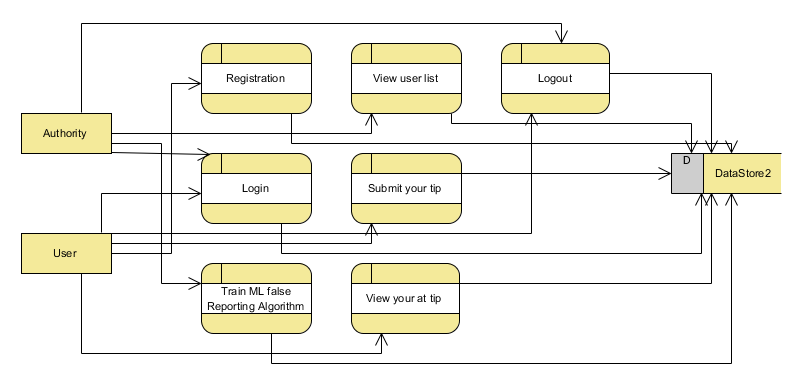 Registration
View user list
Logout
Authority
D
DataStore2
Login
Submit your tip
User
Train ML false
Reporting Algorithm
View your at tip